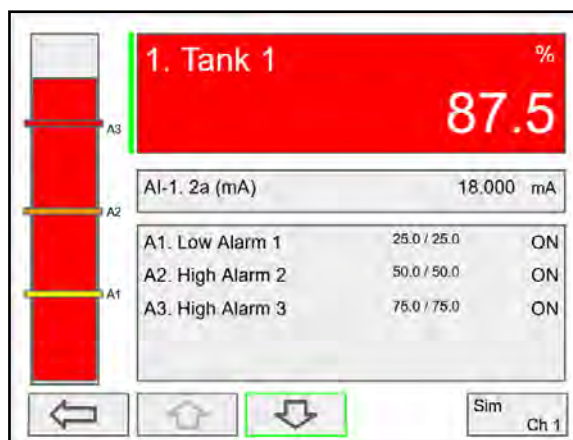 1. Tank 1 %
87.5
A3
AI-1. 2a (mA) 18.000 mA
A2
A1. Low Alarm 1 25.0 / 25.0 ON
A2. High Alarm 2 50.0 / 50.0 ON
A1
A3. High Alarm 3 75.0 / 75.0 ON
Sim
Ch 1